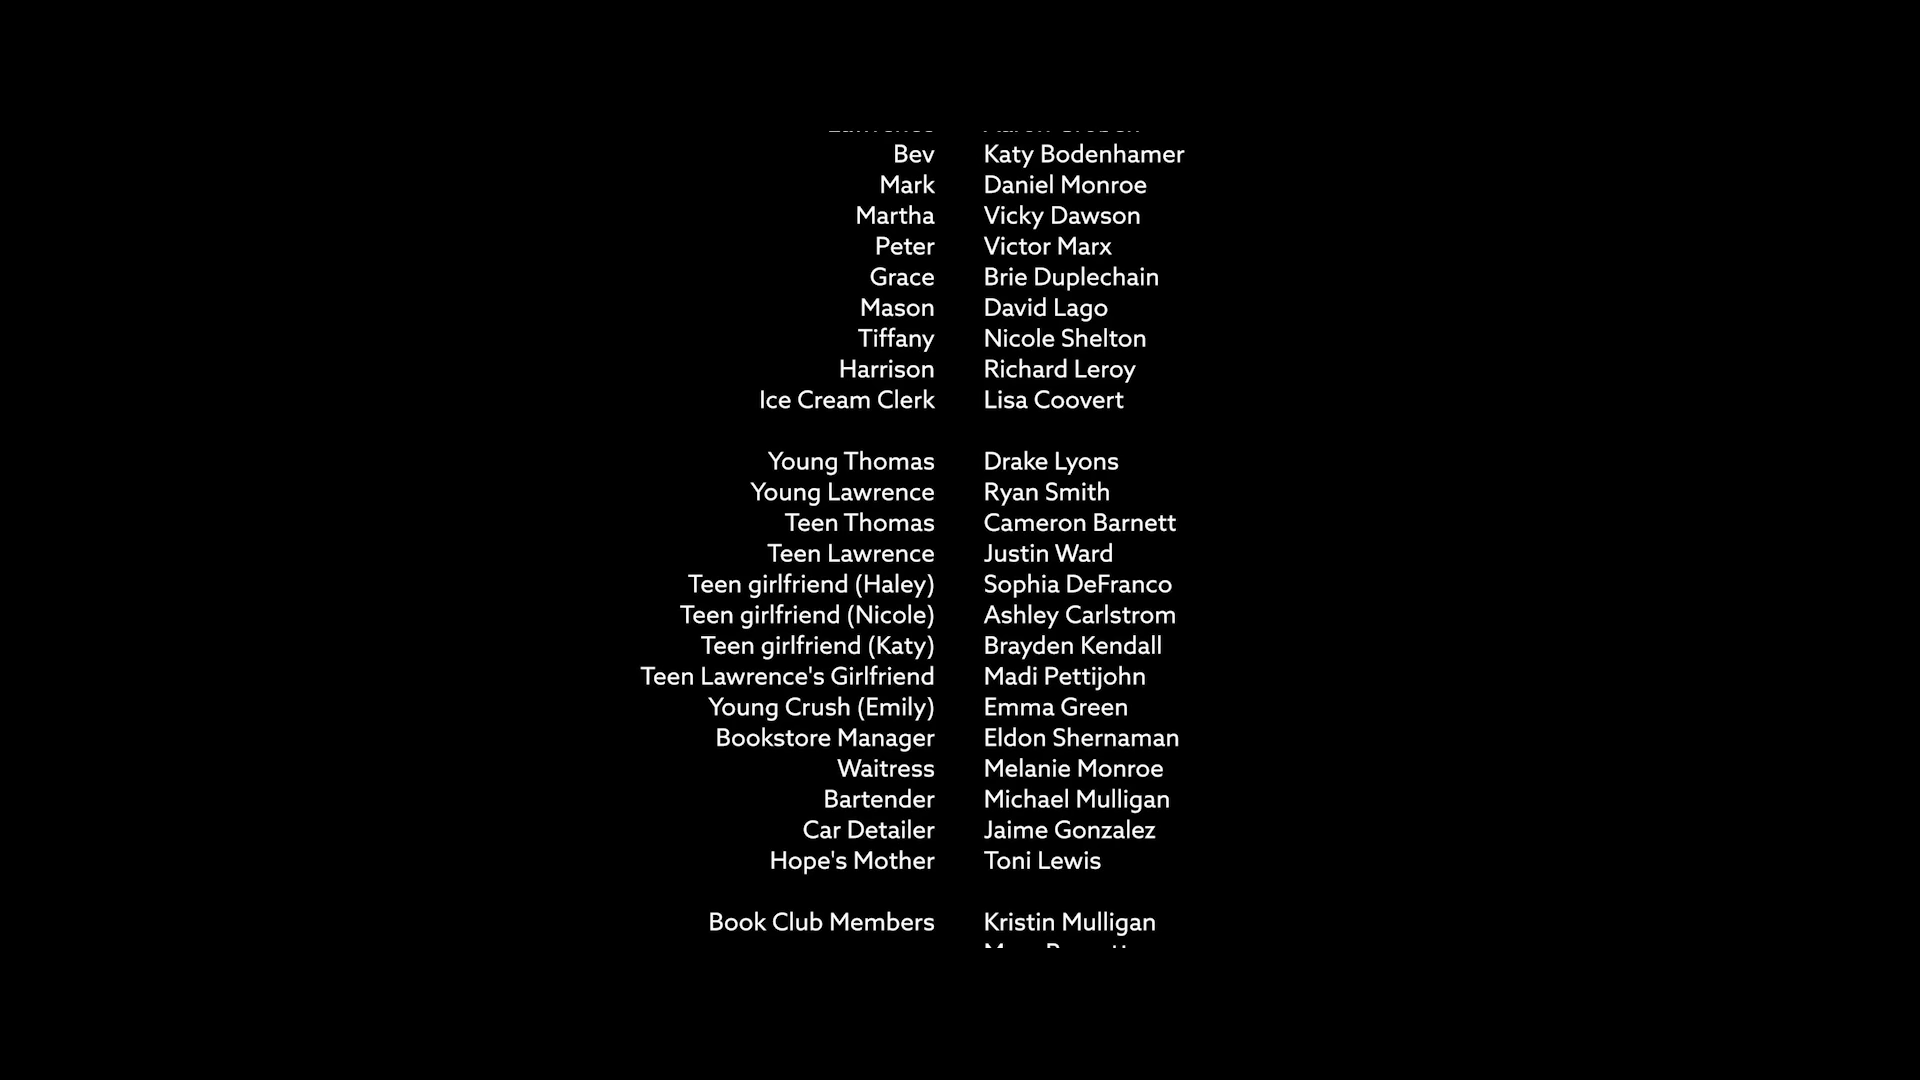 Bev Katy Bodenhamer
Mark Daniel Monroe
Martha Vicky Dawson
Peter Victor Marx
Grace Brie Duplechain
Mason David Lago
Tiffany Nicole Shelton
Harrison Richard Leroy
Ice Cream Clerk Lisa Coovert
Young Thomas Drake Lyons
Young Lawrence Ryan Smith
Teen Thomas Cameron Barnett
Teen Lawrence Justin Ward
Teen girlfriend (Haley) Sophia DeFranco
Teen girlfriend (Nicole) Ashley Carlstrom
Teen girlfriend (Katy) Brayden Kendall
Teen Lawrence's Girlfriend Madi Pettijohn
Young Crush (Emily) Emma Green
Bookstore Manager Eldon Shernaman
Waitress Melanie Monroe
Bartender Michael Mulligan
Car Detailer Jaime Gonzalez
Hope's Mother Toni Lewis
Book Club Members Kristin Mulligan